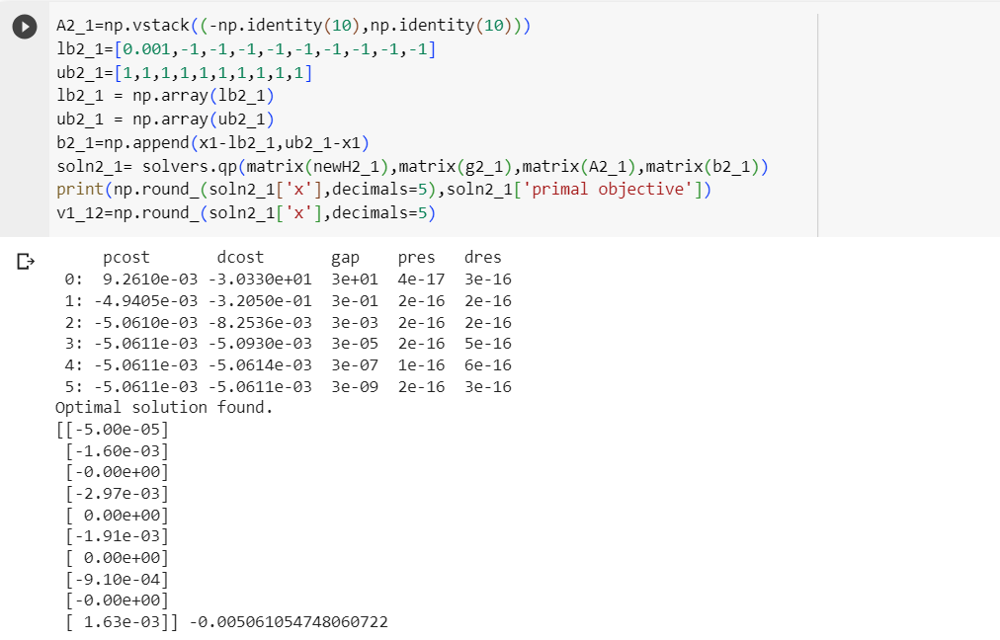 A2_1=np.vstack((-np.identity(10),np.identity(10)))
lb2_1=[0.001,-1,-1,-1,-1,-1,-1,-1,-1,-1]
ub2_1=[1,1,1,1,1,1,1,1,1,1]
lb2_1 = np.array(lb2_1)
ub2_1 = np.array(ub2_1)
b2_1=np.append(x1-lb2_1,ub2_1-x1)
soln2_1= solvers.qp(matrix(newH2_1),matrix(g2_1),matrix(A2_1),matrix(b2_1))
print(np.round_(soln2_1['x'],decimals=5),soln2_1['primal objective'])
v1_12=np.round_(soln2_1['x'],decimals=5)
     pcost       dcost       gap    pres   dres
 0:  9.2610e-03 -3.0330e+01  3e+01  4e-17  3e-16
 1: -4.9405e-03 -3.2050e-01  3e-01  2e-16  2e-16
 2: -5.0610e-03 -8.2536e-03  3e-03  2e-16  2e-16
 3: -5.0611e-03 -5.0930e-03  3e-05  2e-16  5e-16
 4: -5.0611e-03 -5.0614e-03  3e-07  1e-16  6e-16
 5: -5.0611e-03 -5.0611e-03  3e-09  2e-16  3e-16
Optimal solution found.
[[-5.00e-05]
 [-1.60e-03]
 [-0.00e+00]
 [-2.97e-03]
 [ 0.00e+00]
 [-1.91e-03]
 [ 0.00e+00]
 [-9.10e-04]
 [-0.00e+00]
 [ 1.63e-03]] -0.005061054748060722